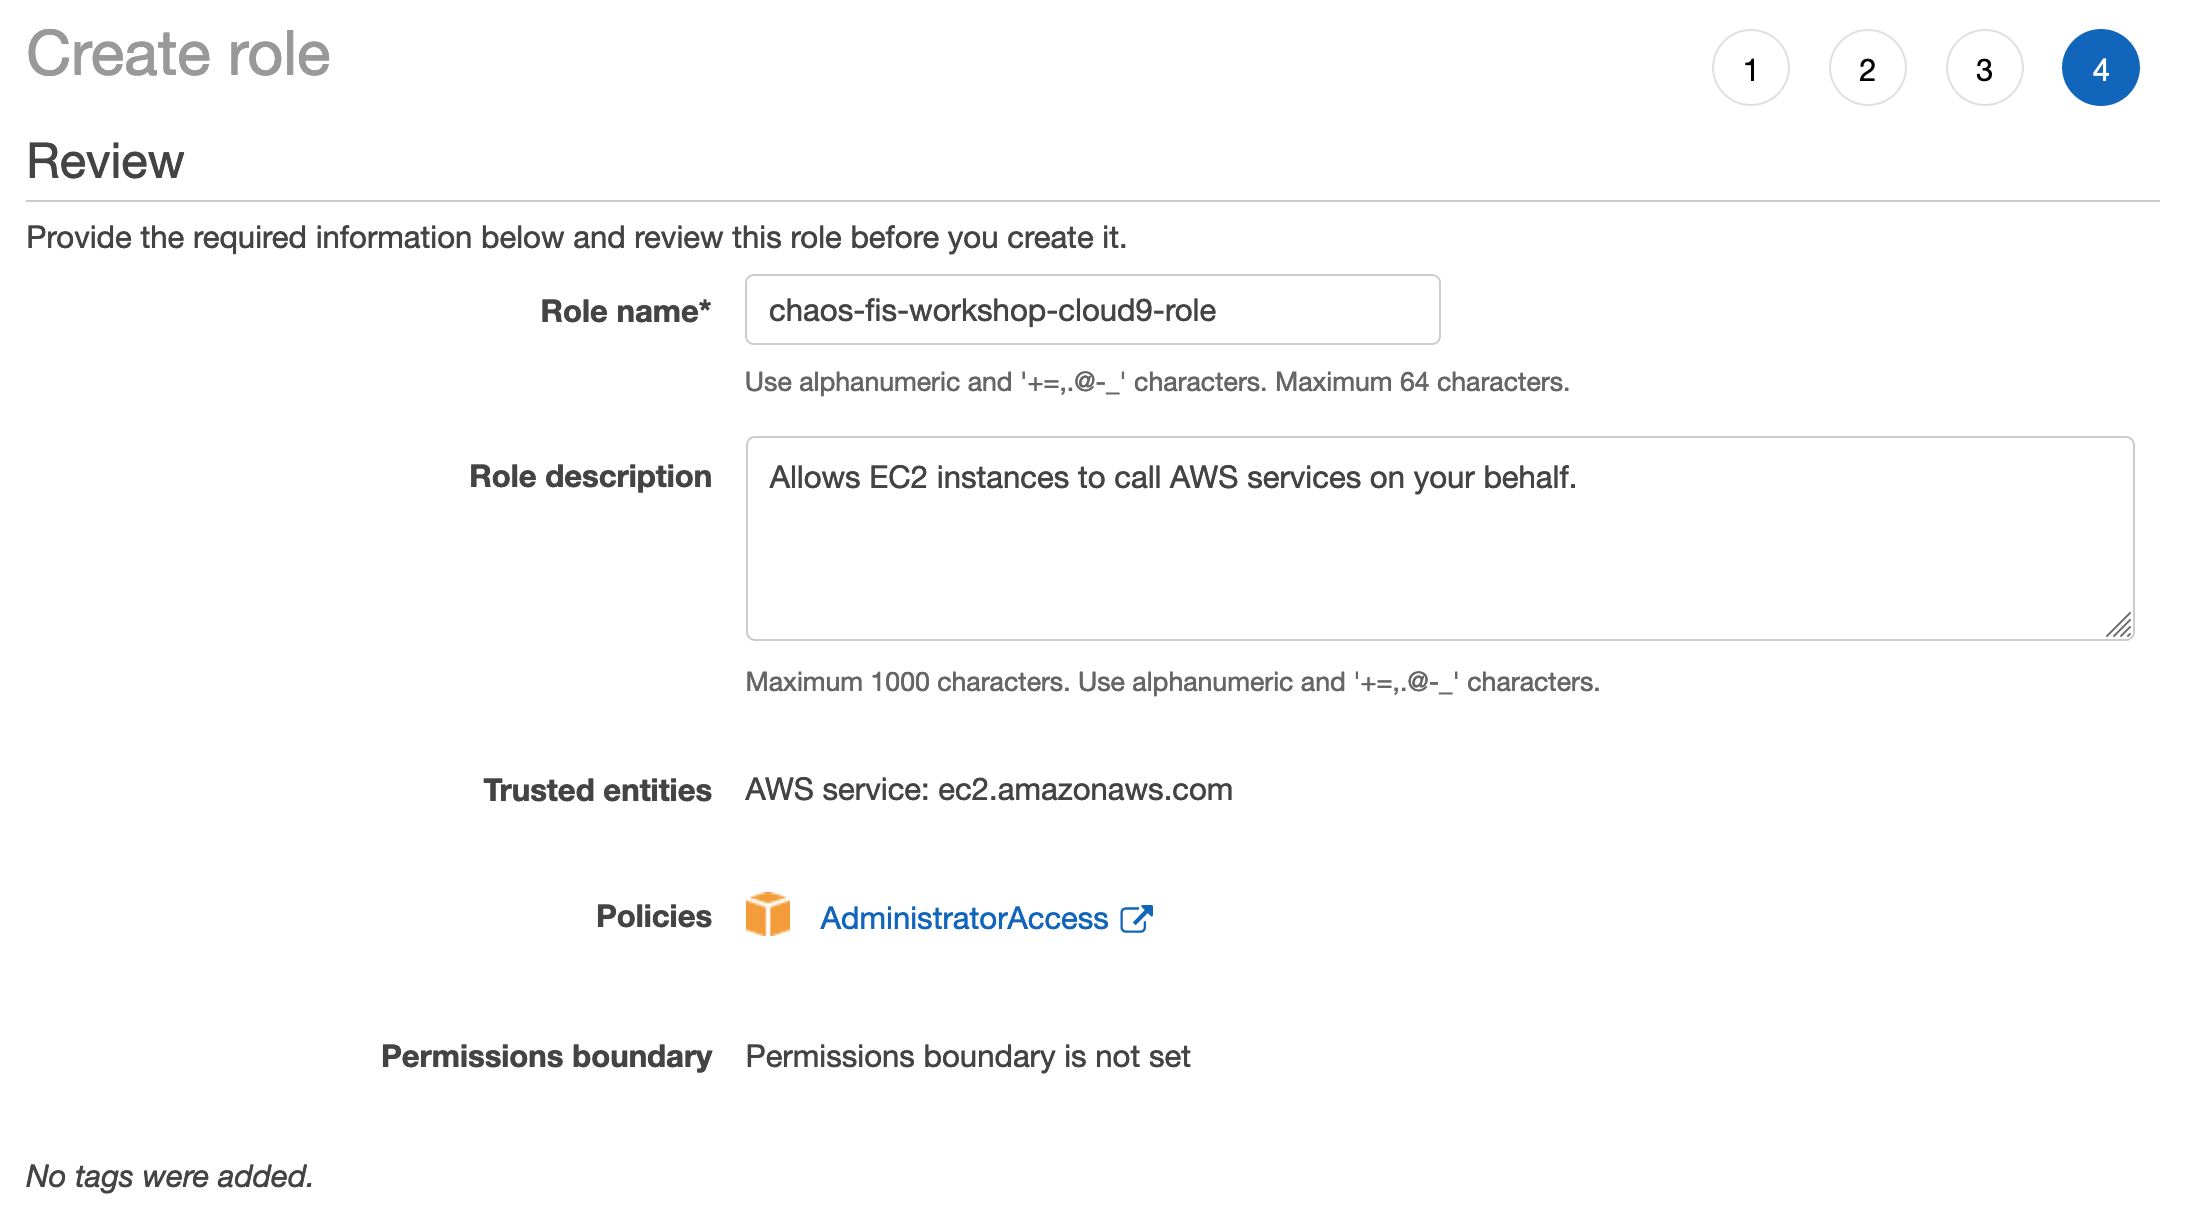 Create role
1 2 3 4
Review
Provide the required information below and review this role before you create it.
Role name* chaos-fis-workshop-cloud9-role
Use alphanumeric and '+=,.@-_' characters. Maximum 64 characters.
Role description Allows EC2 instances to call AWS services on your behalf.
Maximum 1000 characters. Use alphanumeric and '+=,.@-_' characters.
Trusted entities AWS service: ec2.amazonaws.com
Policies AdministratorAccess
Permissions boundary Permissions boundary is not set
No tags were added.